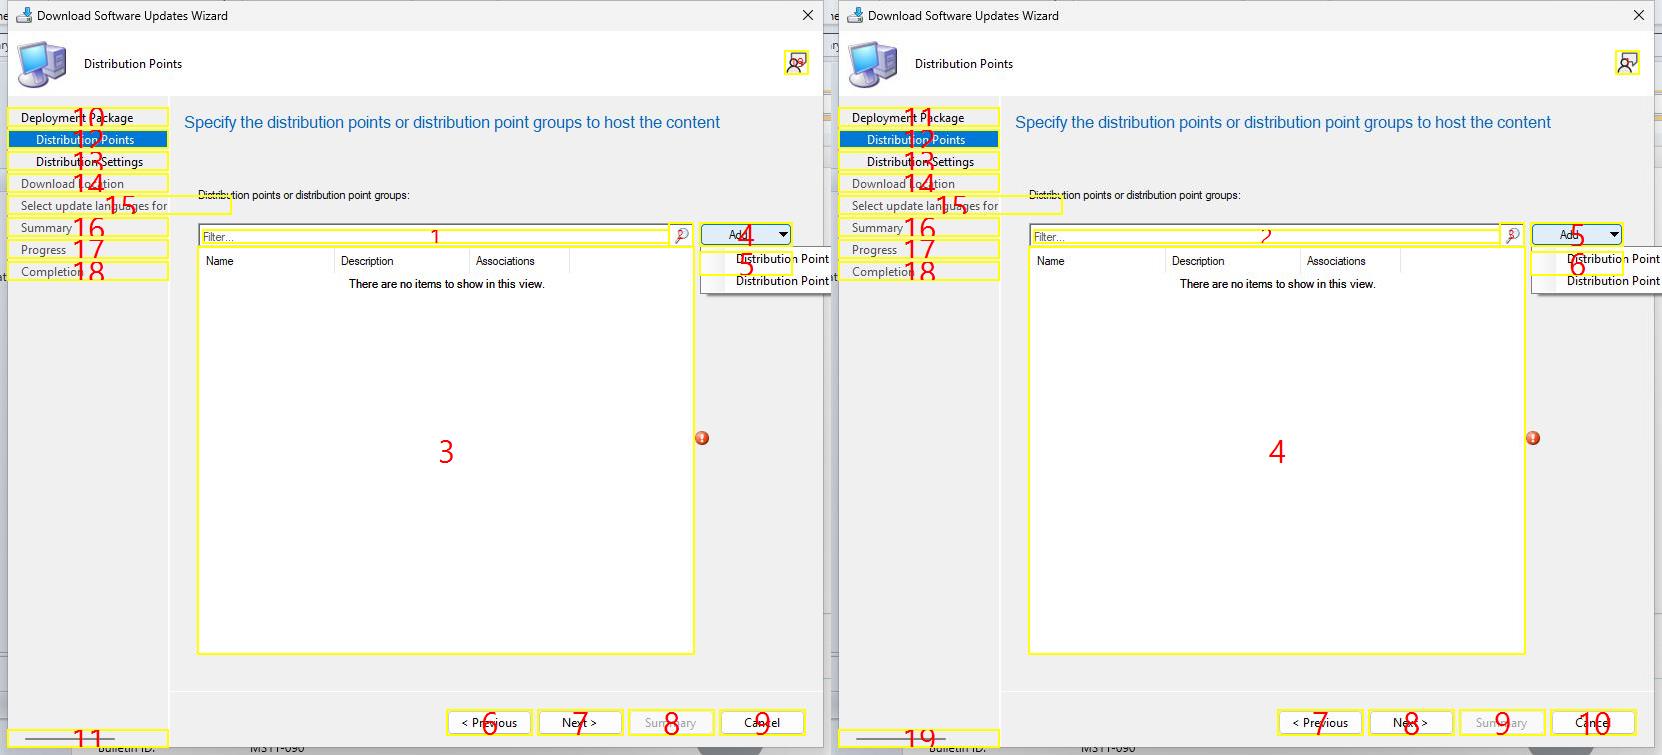 Download Software Updates Wizard
Distribution Points
19
Deployment Package
10
Distribution Points
12
Distribution Settings
13
Download Location
14
Select update languages for
15
Summary
16
Progress
17
Completion
18
11
Specify the distribution points or distribution point groups to host the content
Distribution points or distribution point groups:
Filter...
1
2
Add
4
Name Description Associations
There are no items to show in this view.
Distribution Point
5
Distribution Point
3
< Previous
6
Next >
7
Summary
8
Cancel
9
Bulletin ID: MS11-090
Download Software Updates Wizard
Distribution Points
Deployment Package
11
Distribution Points
12
Distribution Settings
13
Download Location
14
Select update languages for
15
Summary
16
Progress
17
Completion
18
19
Specify the distribution points or distribution point groups to host the content
Distribution points or distribution point groups:
Filter...
2
3
Add
5
Name Description Associations
There are no items to show in this view.
Distribution Point
6
Distribution Point
4
< Previous
7
Next >
8
Summary
9
Cancel
10
Bulletin ID: MS11-090